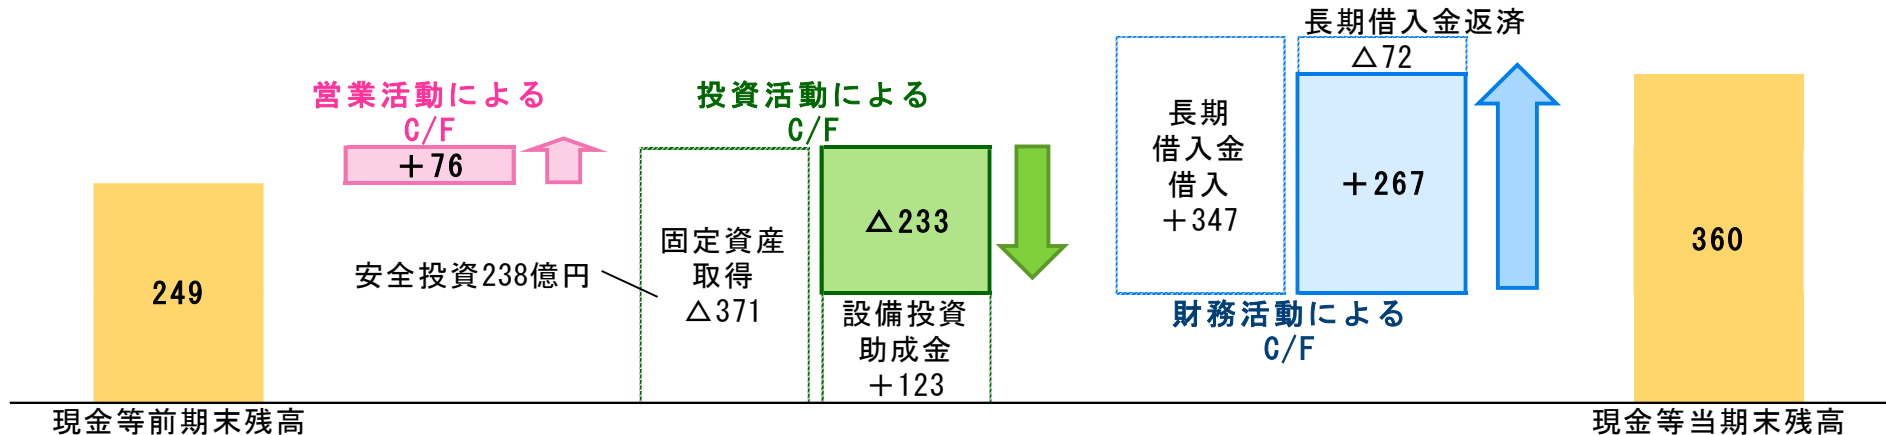 249
現金等前期末残高
営業活動による
C/F
＋76
投資活動による
C/F
安全投資238億円
固定資産
取得
△371
△233
設備投資
助成金
＋123
長期
借入金
借入
＋347
長期借入金返済
△72
＋267
財務活動による
C/F
360
現金等当期末残高